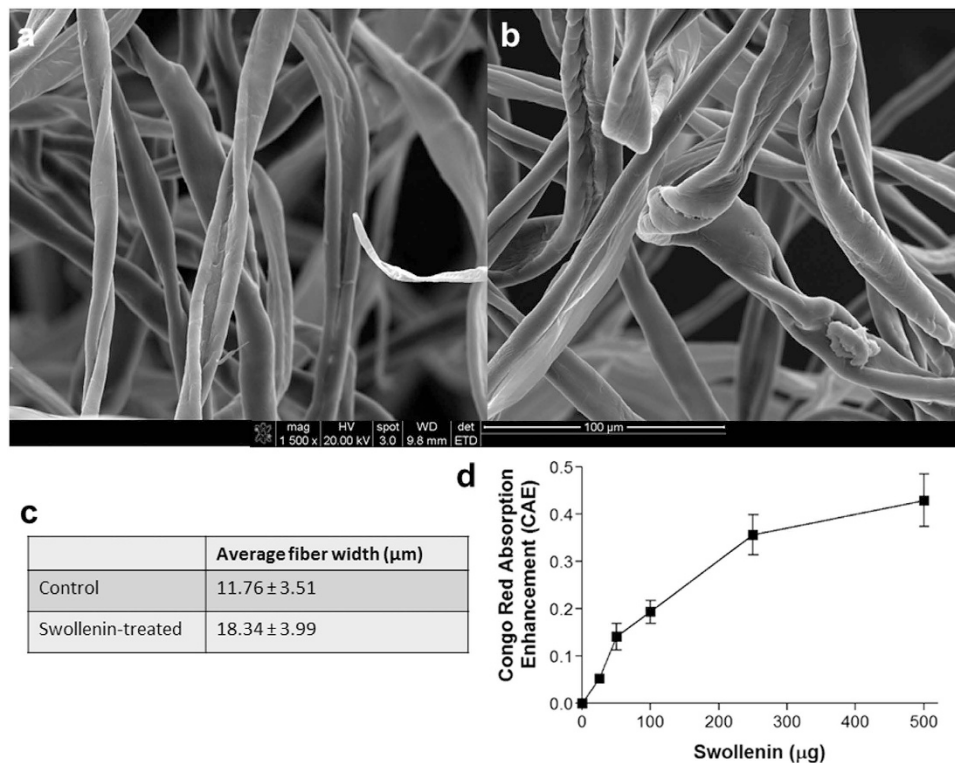 a
b
mag HV spot WD det
1 500 x 20.00 kV 3.0 9.8 mm ETD
100 µm
c
Average fiber width (µm)
Control 11.76 ± 3.51
Swollenin-treated 18.34 ± 3.99
d
Congo Red Absorption
Enhancement (CAE)
0.5
0.4
0.3
0.2
0.1
0.0
0 100 200 300 400 500
Swollenin (µg)